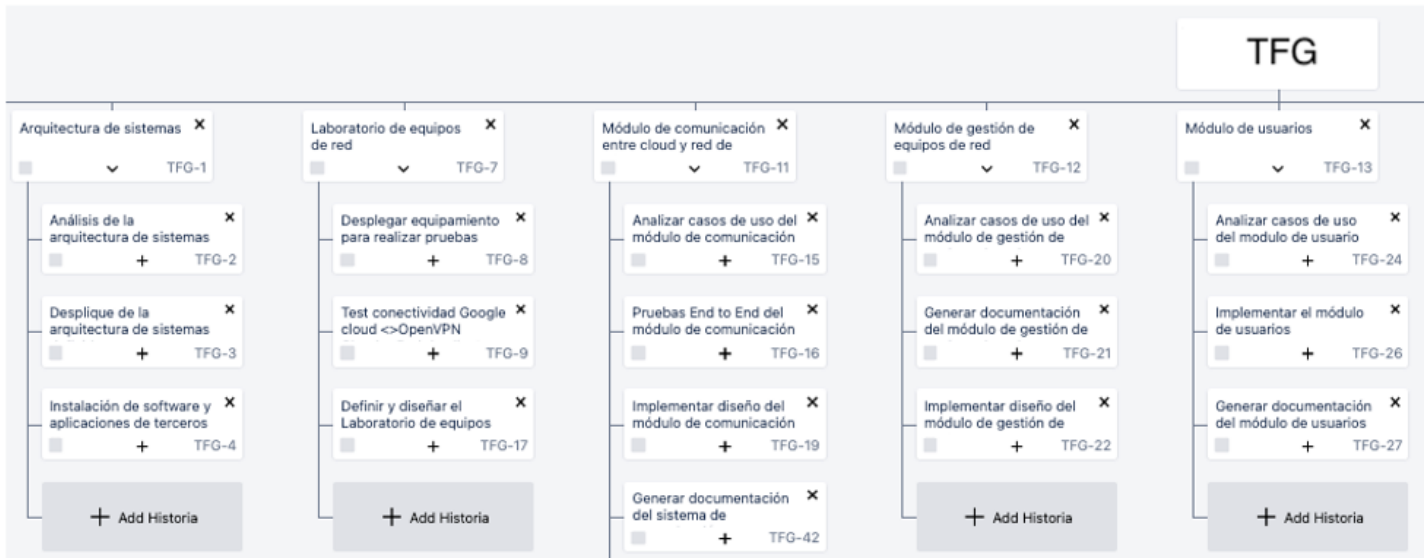 TFG
Arquitectura de sistemas
TFG-1
Análisis de la
arquitectura de sistemas
TFG-2
Desplique de la
arquitectura de sistemas
TFG-3
Instalación de software y
aplicaciones de terceros
TFG-4
+ Add Historia
Laboratorio de equipos
de red
TFG-7
Desplegar equipamiento
para realizar pruebas
TFG-8
Test conectividad Google
cloud <>OpenVPN
TFG-9
Definir y diseñar el
Laboratorio de equipos
TFG-17
+ Add Historia
Módulo de comunicación
entre cloud y red de
TFG-11
Analizar casos de uso del
módulo de comunicación
TFG-15
Pruebas End to End del
módulo de comunicación
TFG-16
Implementar diseño del
módulo de comunicación
TFG-19
Generar documentación
del sistema de
TFG-42
Módulo de gestión de
equipos de red
TFG-12
Analizar casos de uso del
módulo de gestión de
TFG-20
Generar documentación
del módulo de gestión de
TFG-21
Implementar diseño del
módulo de gestión de
TFG-22
+ Add Historia
Módulo de usuarios
TFG-13
Analizar casos de uso
del modulo de usuario
TFG-24
Implementar el módulo
de usuarios
TFG-26
Generar documentación
del módulo de usuarios
TFG-27
+ Add Historia